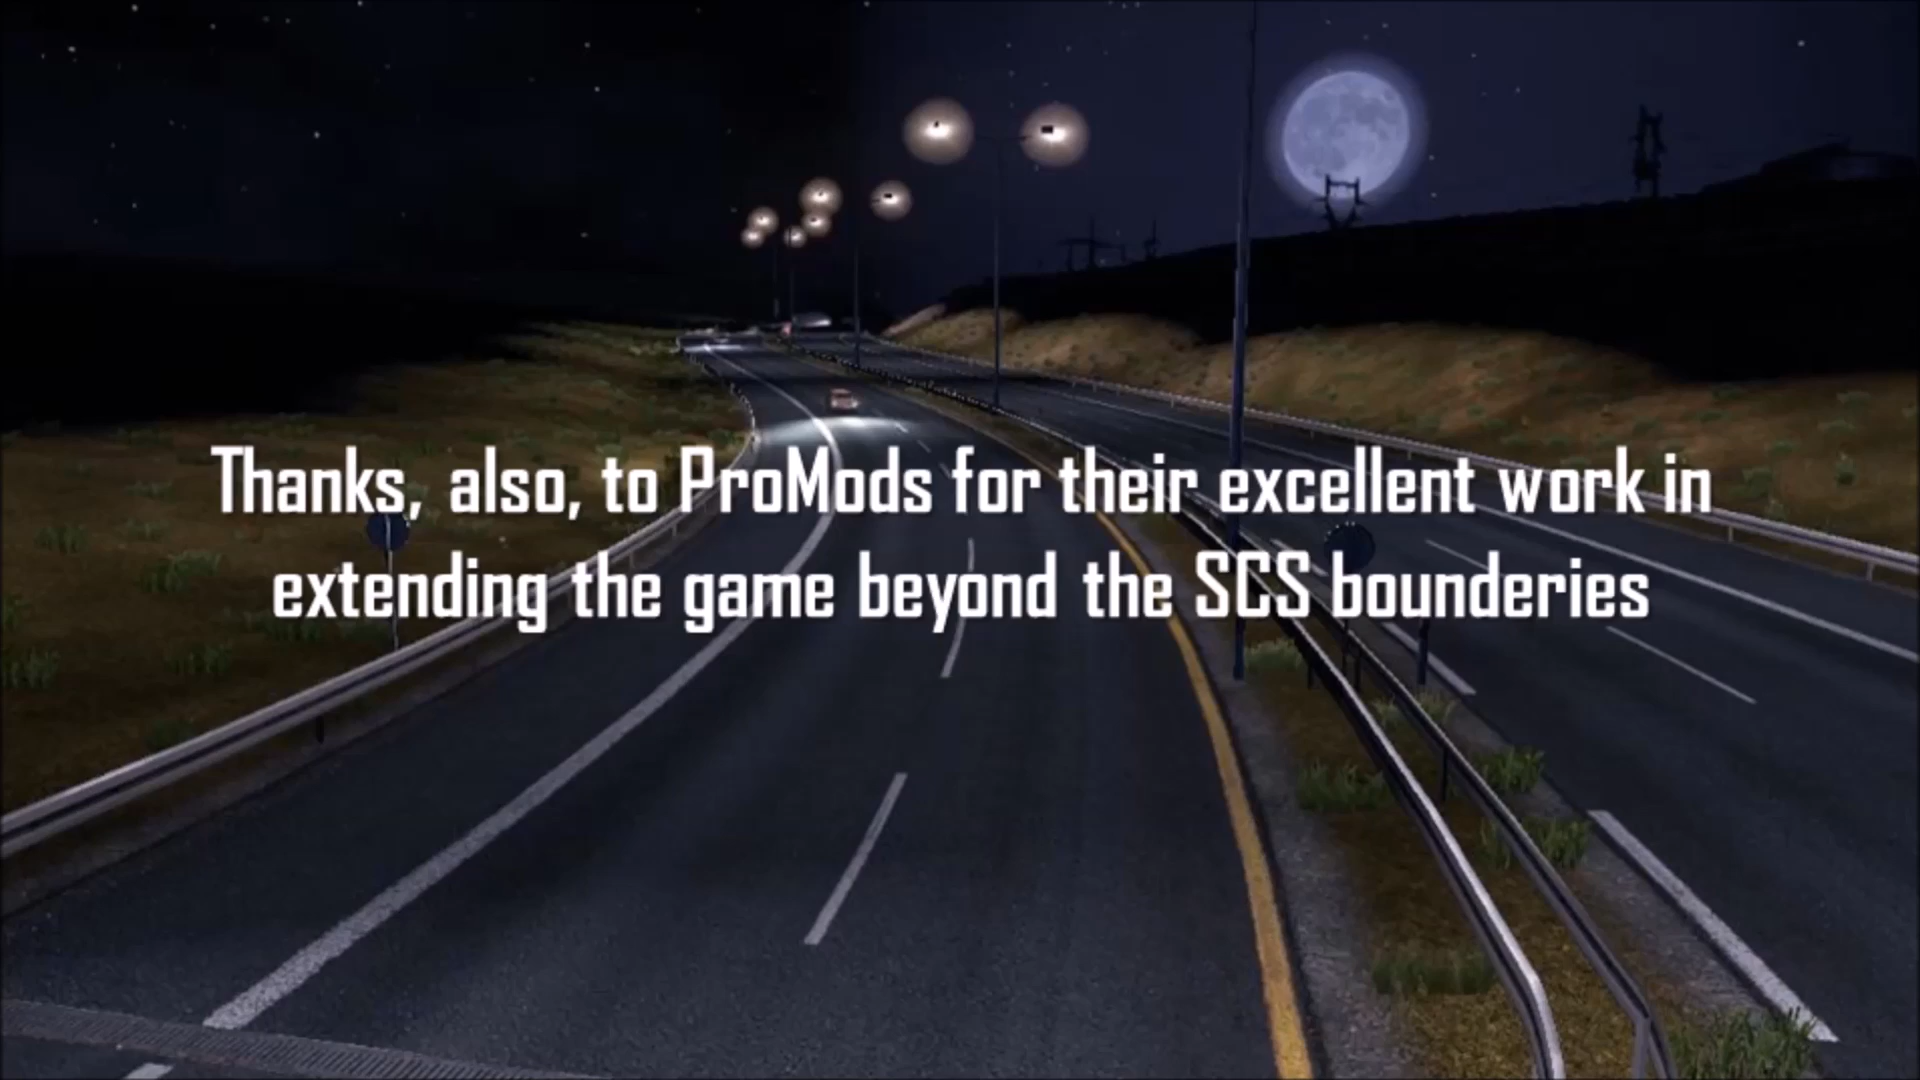 Thanks, also, to ProMods for their excellent work in
extending the game beyond the SCS bounderies